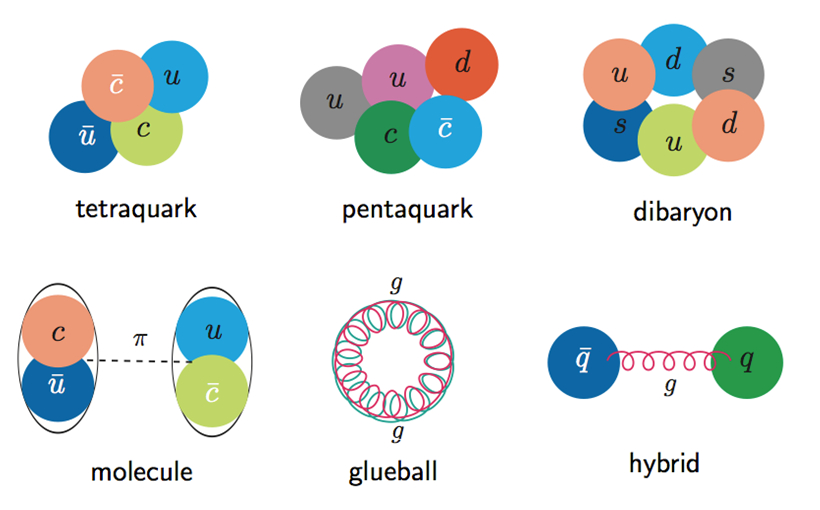 c̄ u
ū c
tetraquark
u u d
c c̄
pentaquark
u d s
s u d
dibaryon
c π u
ū c̄
molecule
g
g
glueball
q̄ g q
hybrid